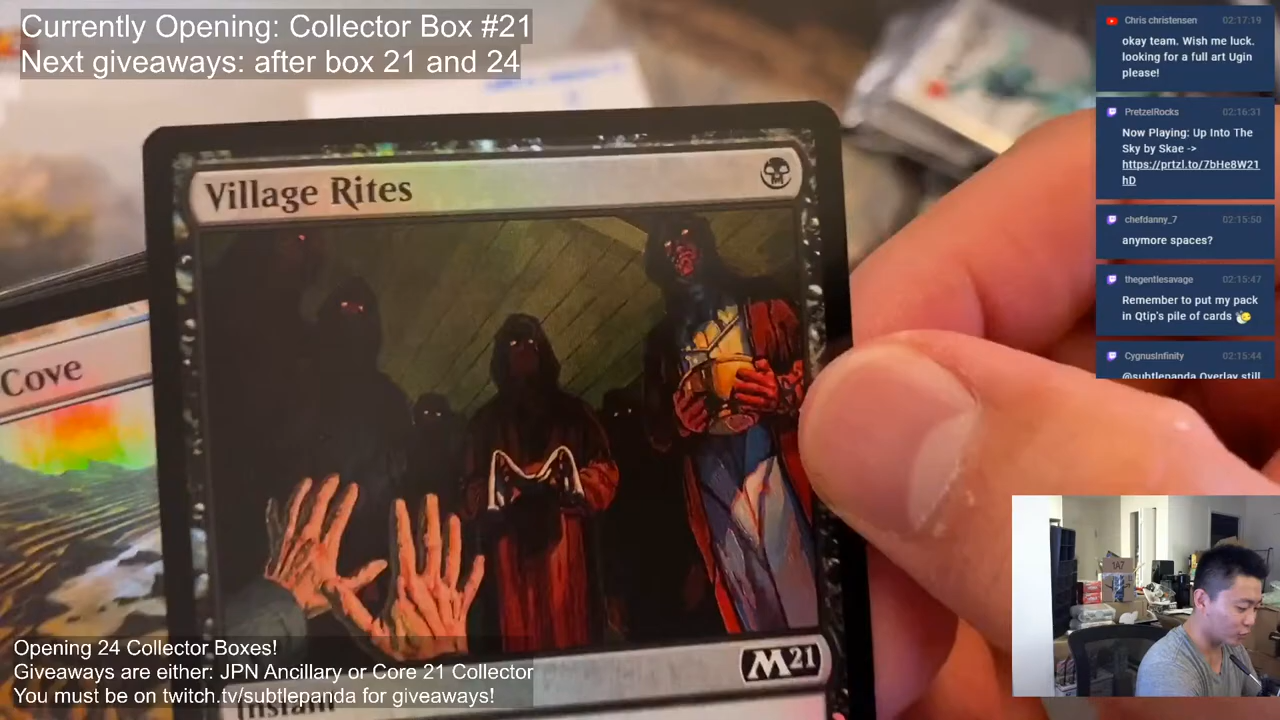 Currently Opening: Collector Box #21
Next giveaways: after box 21 and 24
Village Rites
Cove
M21
Instant
Opening 24 Collector Boxes!
Giveaways are either: JPN Ancillary or Core 21 Collector
You must be on twitch.tv/subtlepanda for giveaways!
Chris christensen 02:17:19
okay team. Wish me luck.
looking for a full art Ugin
please!
PretzelRocks 02:16:31
Now Playing: Up Into The
Sky by Skae ->
https://prtzl.to/7bHe8W21
hD
chefdanny_7 02:15:50
anymore spaces?
thegentlesavage 02:15:47
Remember to put my pack
in Qtip's pile of cards
CygnusInfinity 02:15:44
@subtlepanda Overlay still
1A7